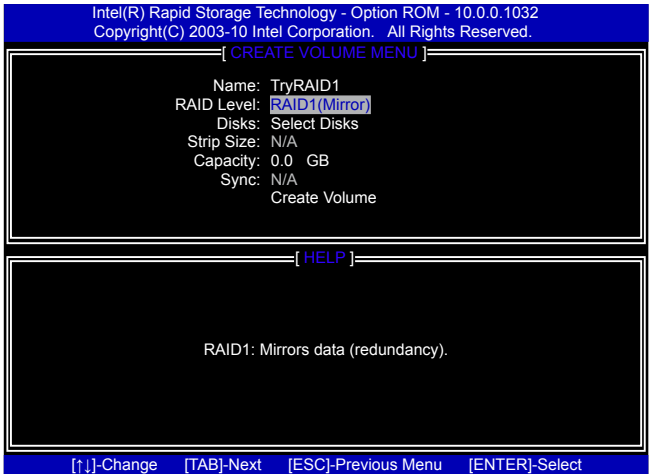 Intel(R) Rapid Storage Technology - Option ROM - 10.0.0.1032
Copyright(C) 2003-10 Intel Corporation. All Rights Reserved.
[ CREATE VOLUME MENU ]
Name: TryRAID1
RAID Level: RAID1(Mirror)
Disks: Select Disks
Strip Size: N/A
Capacity: 0.0 GB
Sync: N/A
Create Volume
[ HELP ]
RAID1: Mirrors data (redundancy).
[↑↓]-Change [TAB]-Next [ESC]-Previous Menu [ENTER]-Select